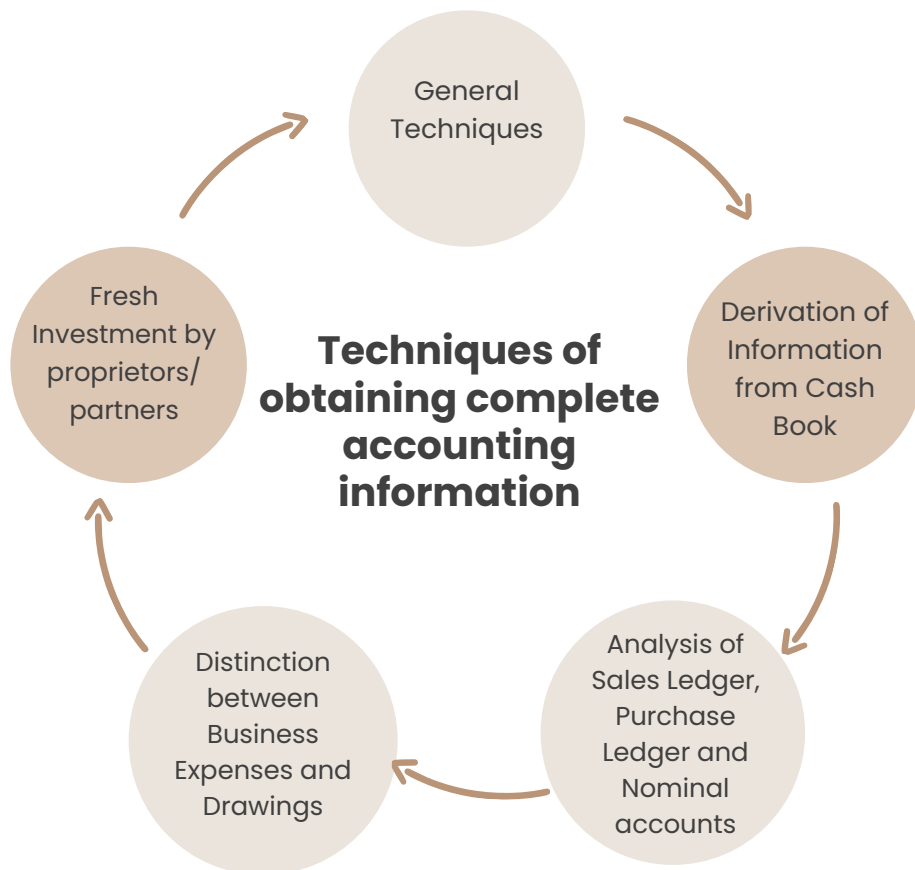 General
Techniques
Fresh
Investment by
proprietors/
partners
Techniques of
obtaining complete
accounting
information
Derivation of
Information
from Cash
Book
Distinction
between
Business
Expenses and
Drawings
Analysis of
Sales Ledger,
Purchase
Ledger and
Nominal
accounts